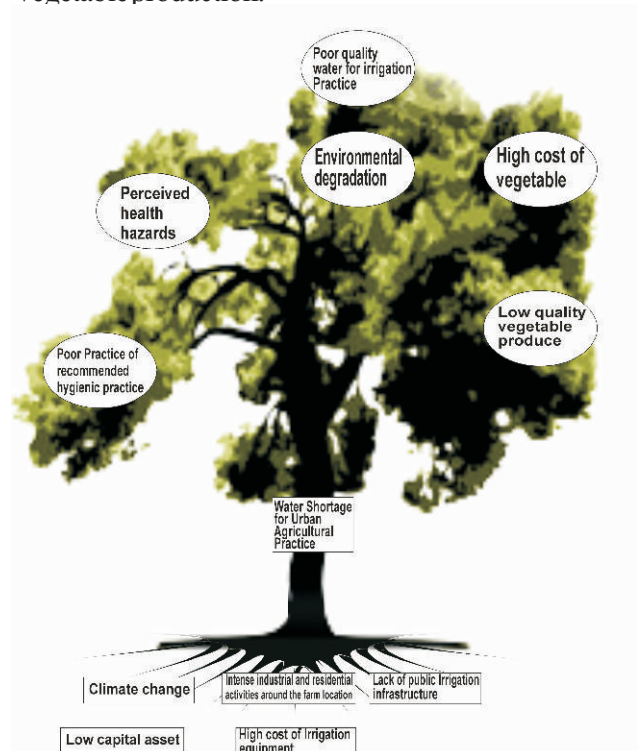 vegetable production.
Poor quality
water for irrigation
Practice
Environmental
degradation
High cost of
vegetable
Perceived
health
hazards
Low quality
vegetable
produce
Poor Practice of
recommended
hygienic practice
Water Shortage
for Urban
Agricultural
Practice
Climate change
Intense industrial and residential
activities around the farm location
Lack of public Irrigation
infrastructure
Low capital asset
High cost of Irrigation
equipment